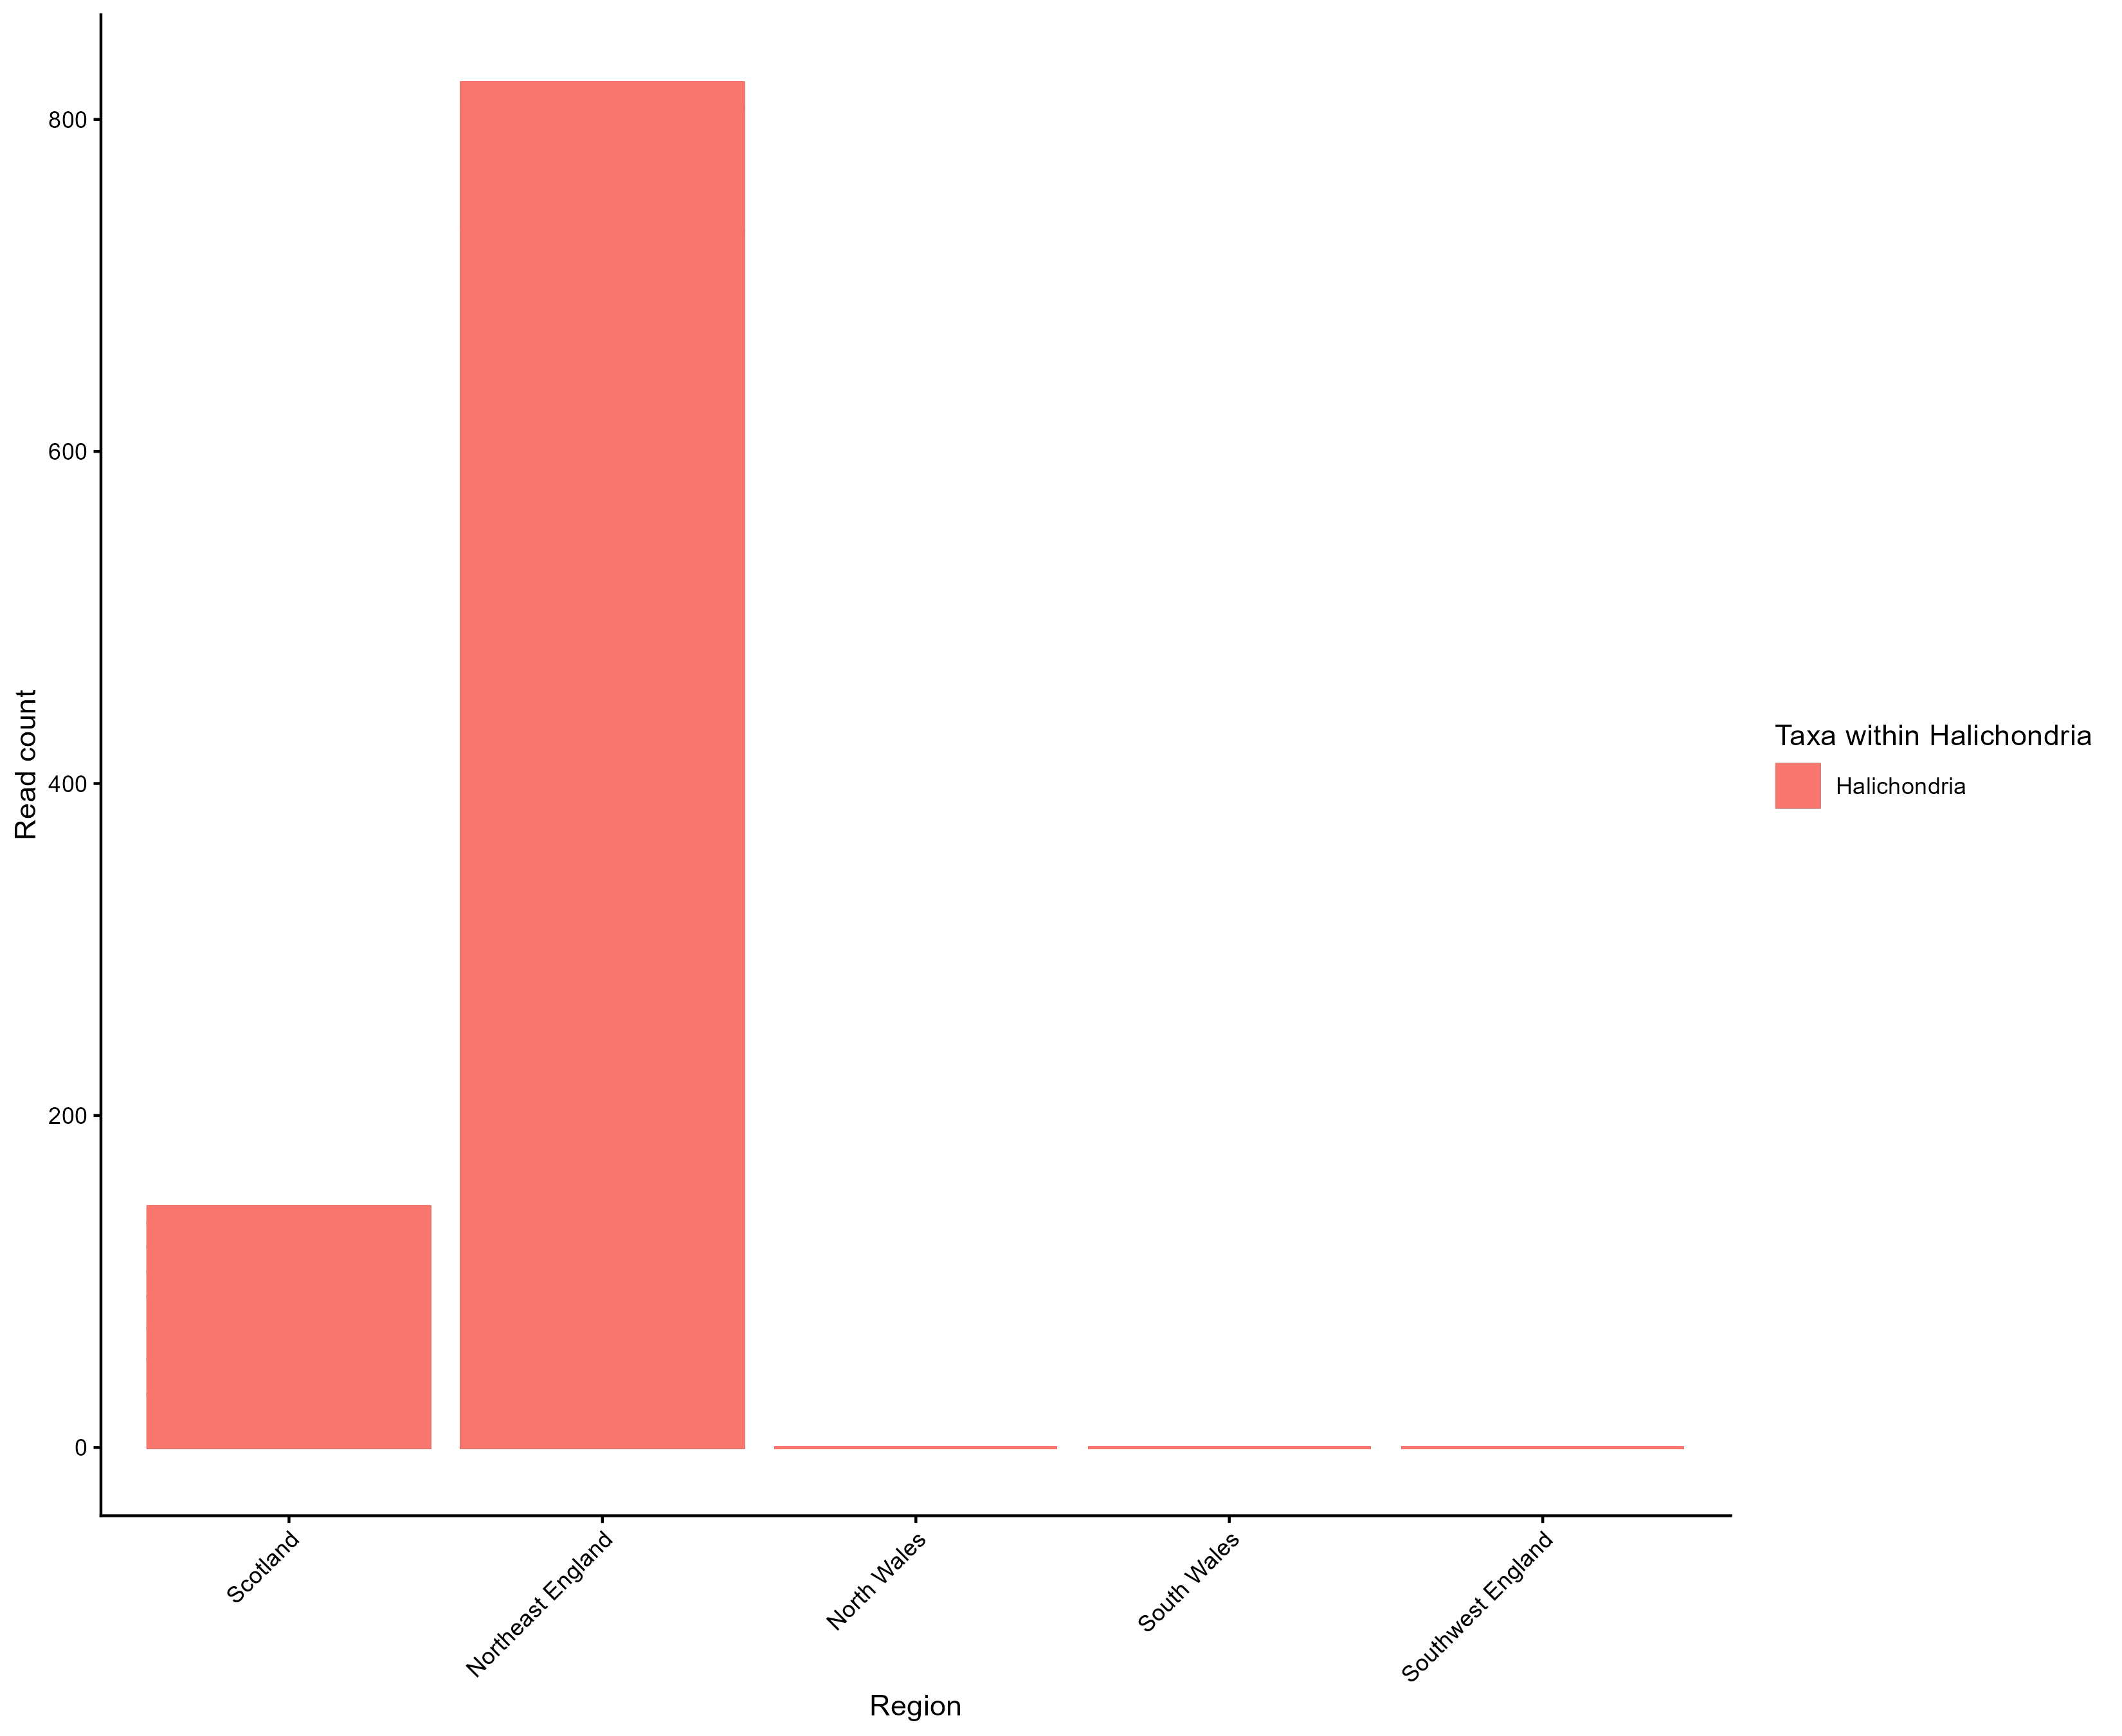 Read count
800
600
400
200
0
Scotland
Northeast England
North Wales
South Wales
Southwest England
Region
Taxa within Halichondria
Halichondria